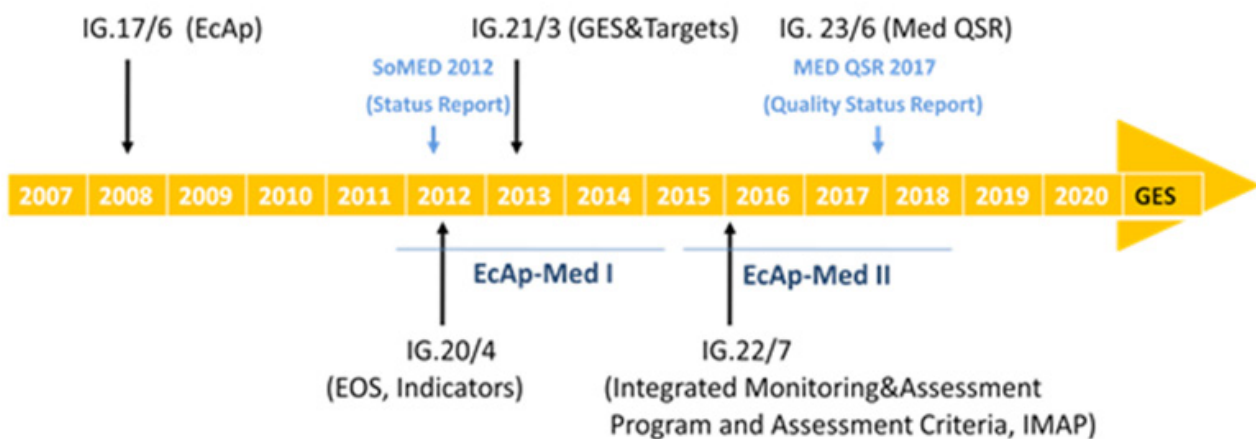 IG.17/6 (EcAp)
IG.21/3 (GES&Targets)
IG. 23/6 (Med QSR)
SoMED 2012
(Status Report)
MED QSR 2017
(Quality Status Report)
2007 2008 2009 2010 2011 2012 2013 2014 2015 2016 2017 2018 2019 2020 GES
EcAp-Med I
EcAp-Med II
IG.20/4
(EOS, Indicators)
IG.22/7
(Integrated Monitoring&Assessment
Program and Assessment Criteria, IMAP)